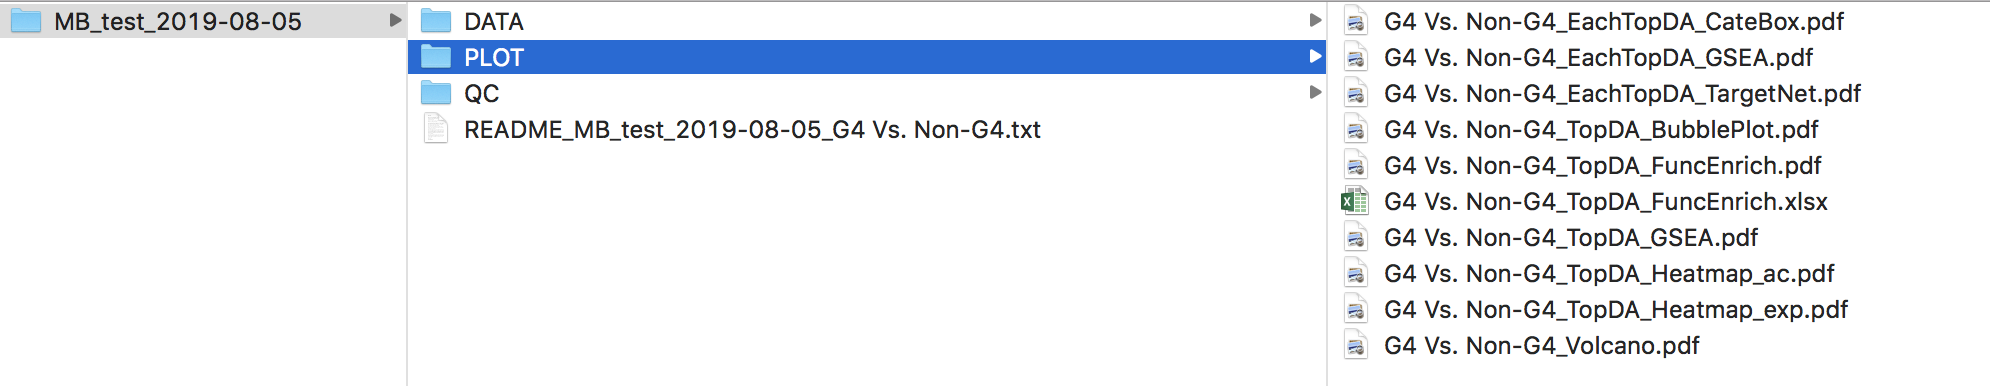 MB_test_2019-08-05
DATA
PLOT
QC
README_MB_test_2019-08-05_G4 Vs. Non-G4.txt
G4 Vs. Non-G4_EachTopDA_CateBox.pdf
G4 Vs. Non-G4_EachTopDA_GSEA.pdf
G4 Vs. Non-G4_EachTopDA_TargetNet.pdf
G4 Vs. Non-G4_TopDA_BubblePlot.pdf
G4 Vs. Non-G4_TopDA_FuncEnrich.pdf
G4 Vs. Non-G4_TopDA_FuncEnrich.xlsx
G4 Vs. Non-G4_TopDA_GSEA.pdf
G4 Vs. Non-G4_TopDA_Heatmap_ac.pdf
G4 Vs. Non-G4_TopDA_Heatmap_exp.pdf
G4 Vs. Non-G4_Volcano.pdf